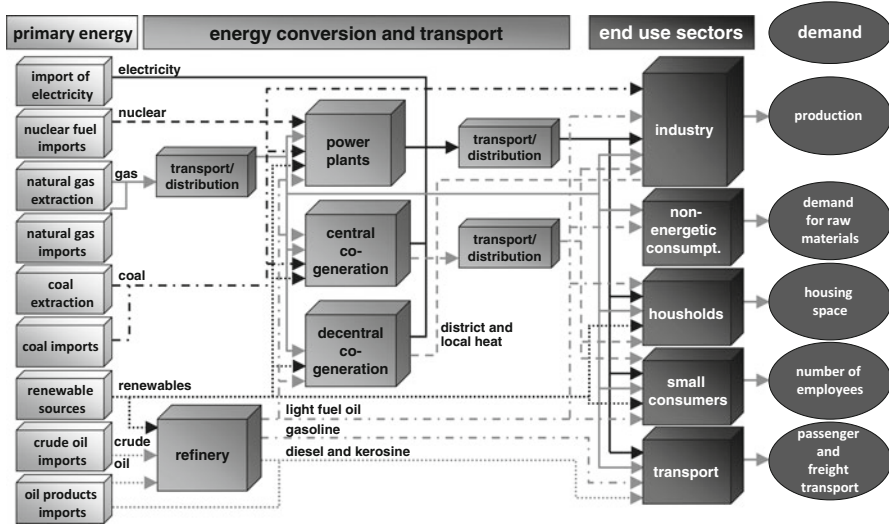 primary energy
energy conversion and transport
end use sectors
demand
import of
electricity
nuclear fuel
imports
natural gas
extraction
natural gas
imports
coal
extraction
coal imports
renewable
sources
crude oil
imports
oil products
imports
electricity
nuclear
gas
coal
renewables
crude
oil
transport/
distribution
refinery
power
plants
central
co-
generation
decentral
co-
generation
transport/
distribution
transport/
distribution
district and
local heat
light fuel oil
gasoline
diesel and kerosine
industry
non-
energetic
consumpt.
housholds
small
consumers
transport
production
demand
for raw
materials
housing
space
number of
employees
passenger
and
freight
transport